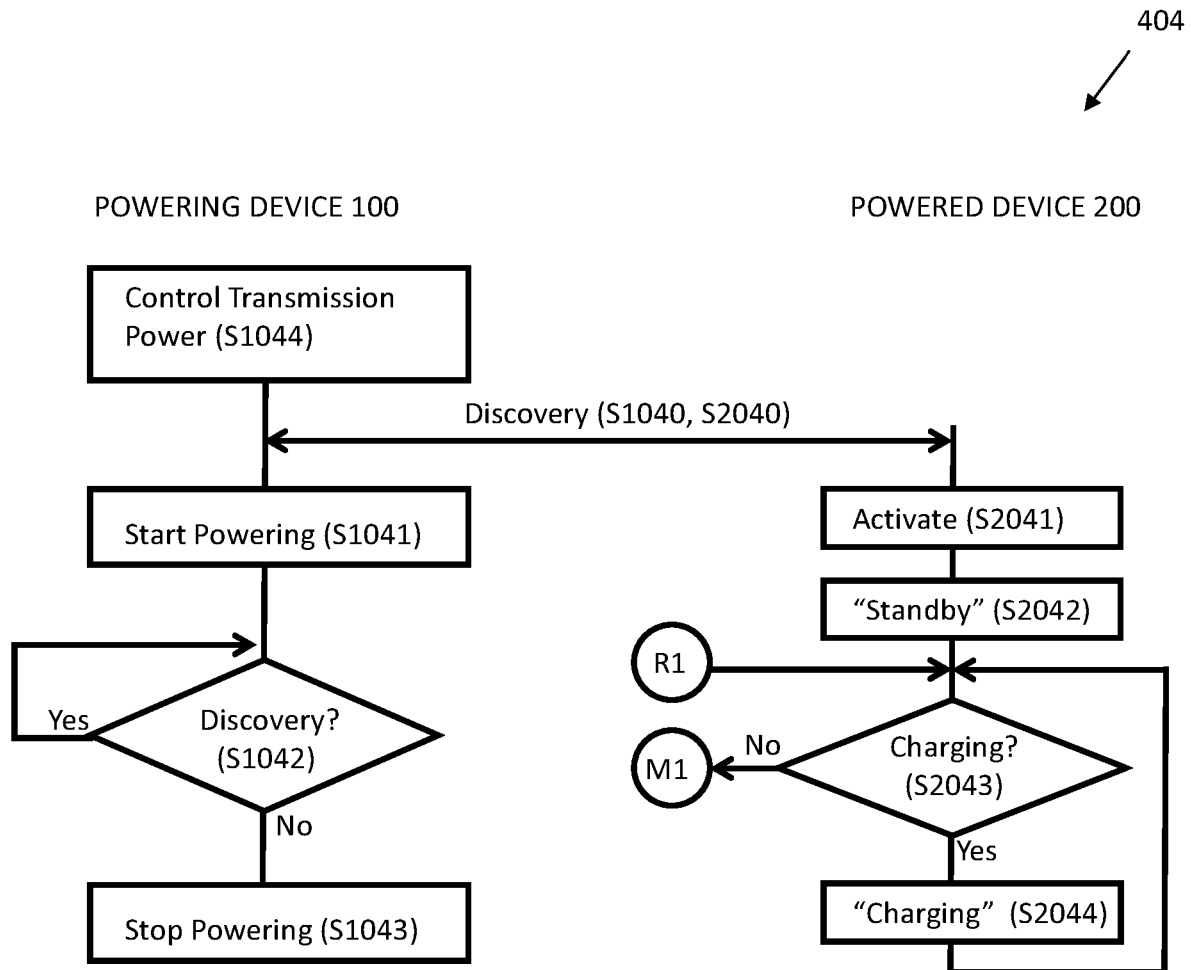 404
POWERING DEVICE 100
POWERED DEVICE 200
Control Transmission
Power (S1044)
Discovery (S1040, S2040)
Start Powering (S1041)
Activate (S2041)
“Standby” (S2042)
R1
Yes
Discovery?
(S1042)
No
M1
No
Charging?
(S2043)
Yes
Stop Powering (S1043)
“Charging” (S2044)